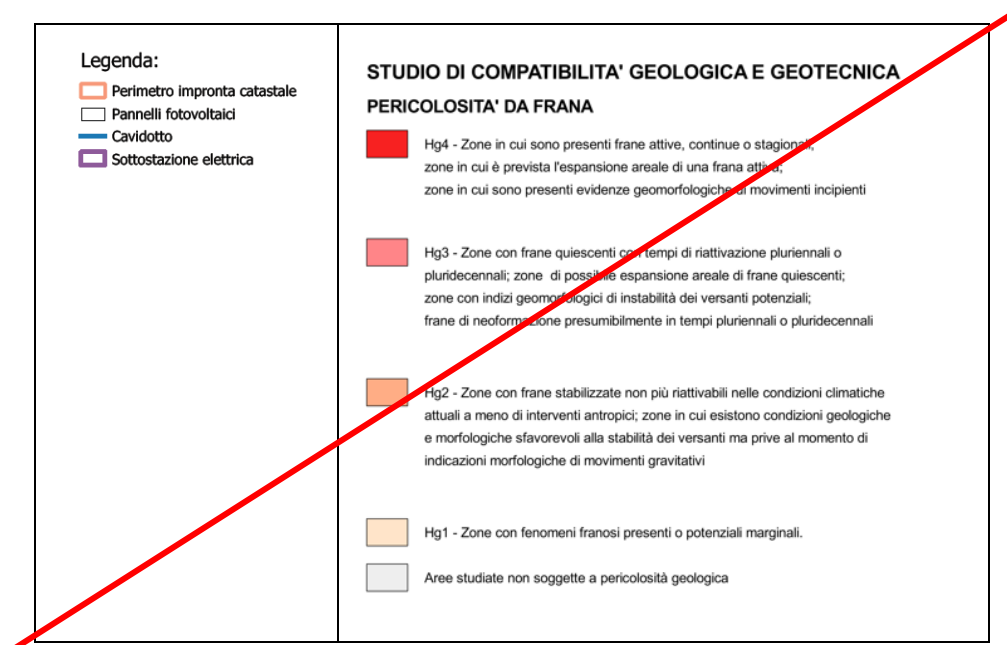 Legenda:
Perimetro impronta catastale
Pannelli fotovoltaici
Cavidotto
Sottostazione elettrica
STUDIO DI COMPATIBILITA' GEOLOGICA E GEOTECNICA
PERICOLOSITA' DA FRANA
Hg4 - Zone in cui sono presenti frane attive, continue o stagionali;
zone in cui è prevista l'espansione areale di una frana attiva;
zone in cui sono presenti evidenze geomorfologiche di movimenti incipienti
Hg3 - Zone con frane quiescenti con tempi di riattivazione pluriennali o
pluridecennali; zone di possibile espansione areale di frane quiescenti;
zone con indizi geomorfologici di instabilità dei versanti potenziali;
frane di neoformazione presumibilmente in tempi pluriennali o pluridecennali
Hg2 - Zone con frane stabilizzate non più riattivabili nelle condizioni climatiche
attuali a meno di interventi antropici; zone in cui esistono condizioni geologiche
e morfologiche sfavorevoli alla stabilità dei versanti ma prive al momento di
indicazioni morfologiche di movimenti gravitativi
Hg1 - Zone con fenomeni franosi presenti o potenziali marginali.
Aree studiate non soggette a pericolosità geologica